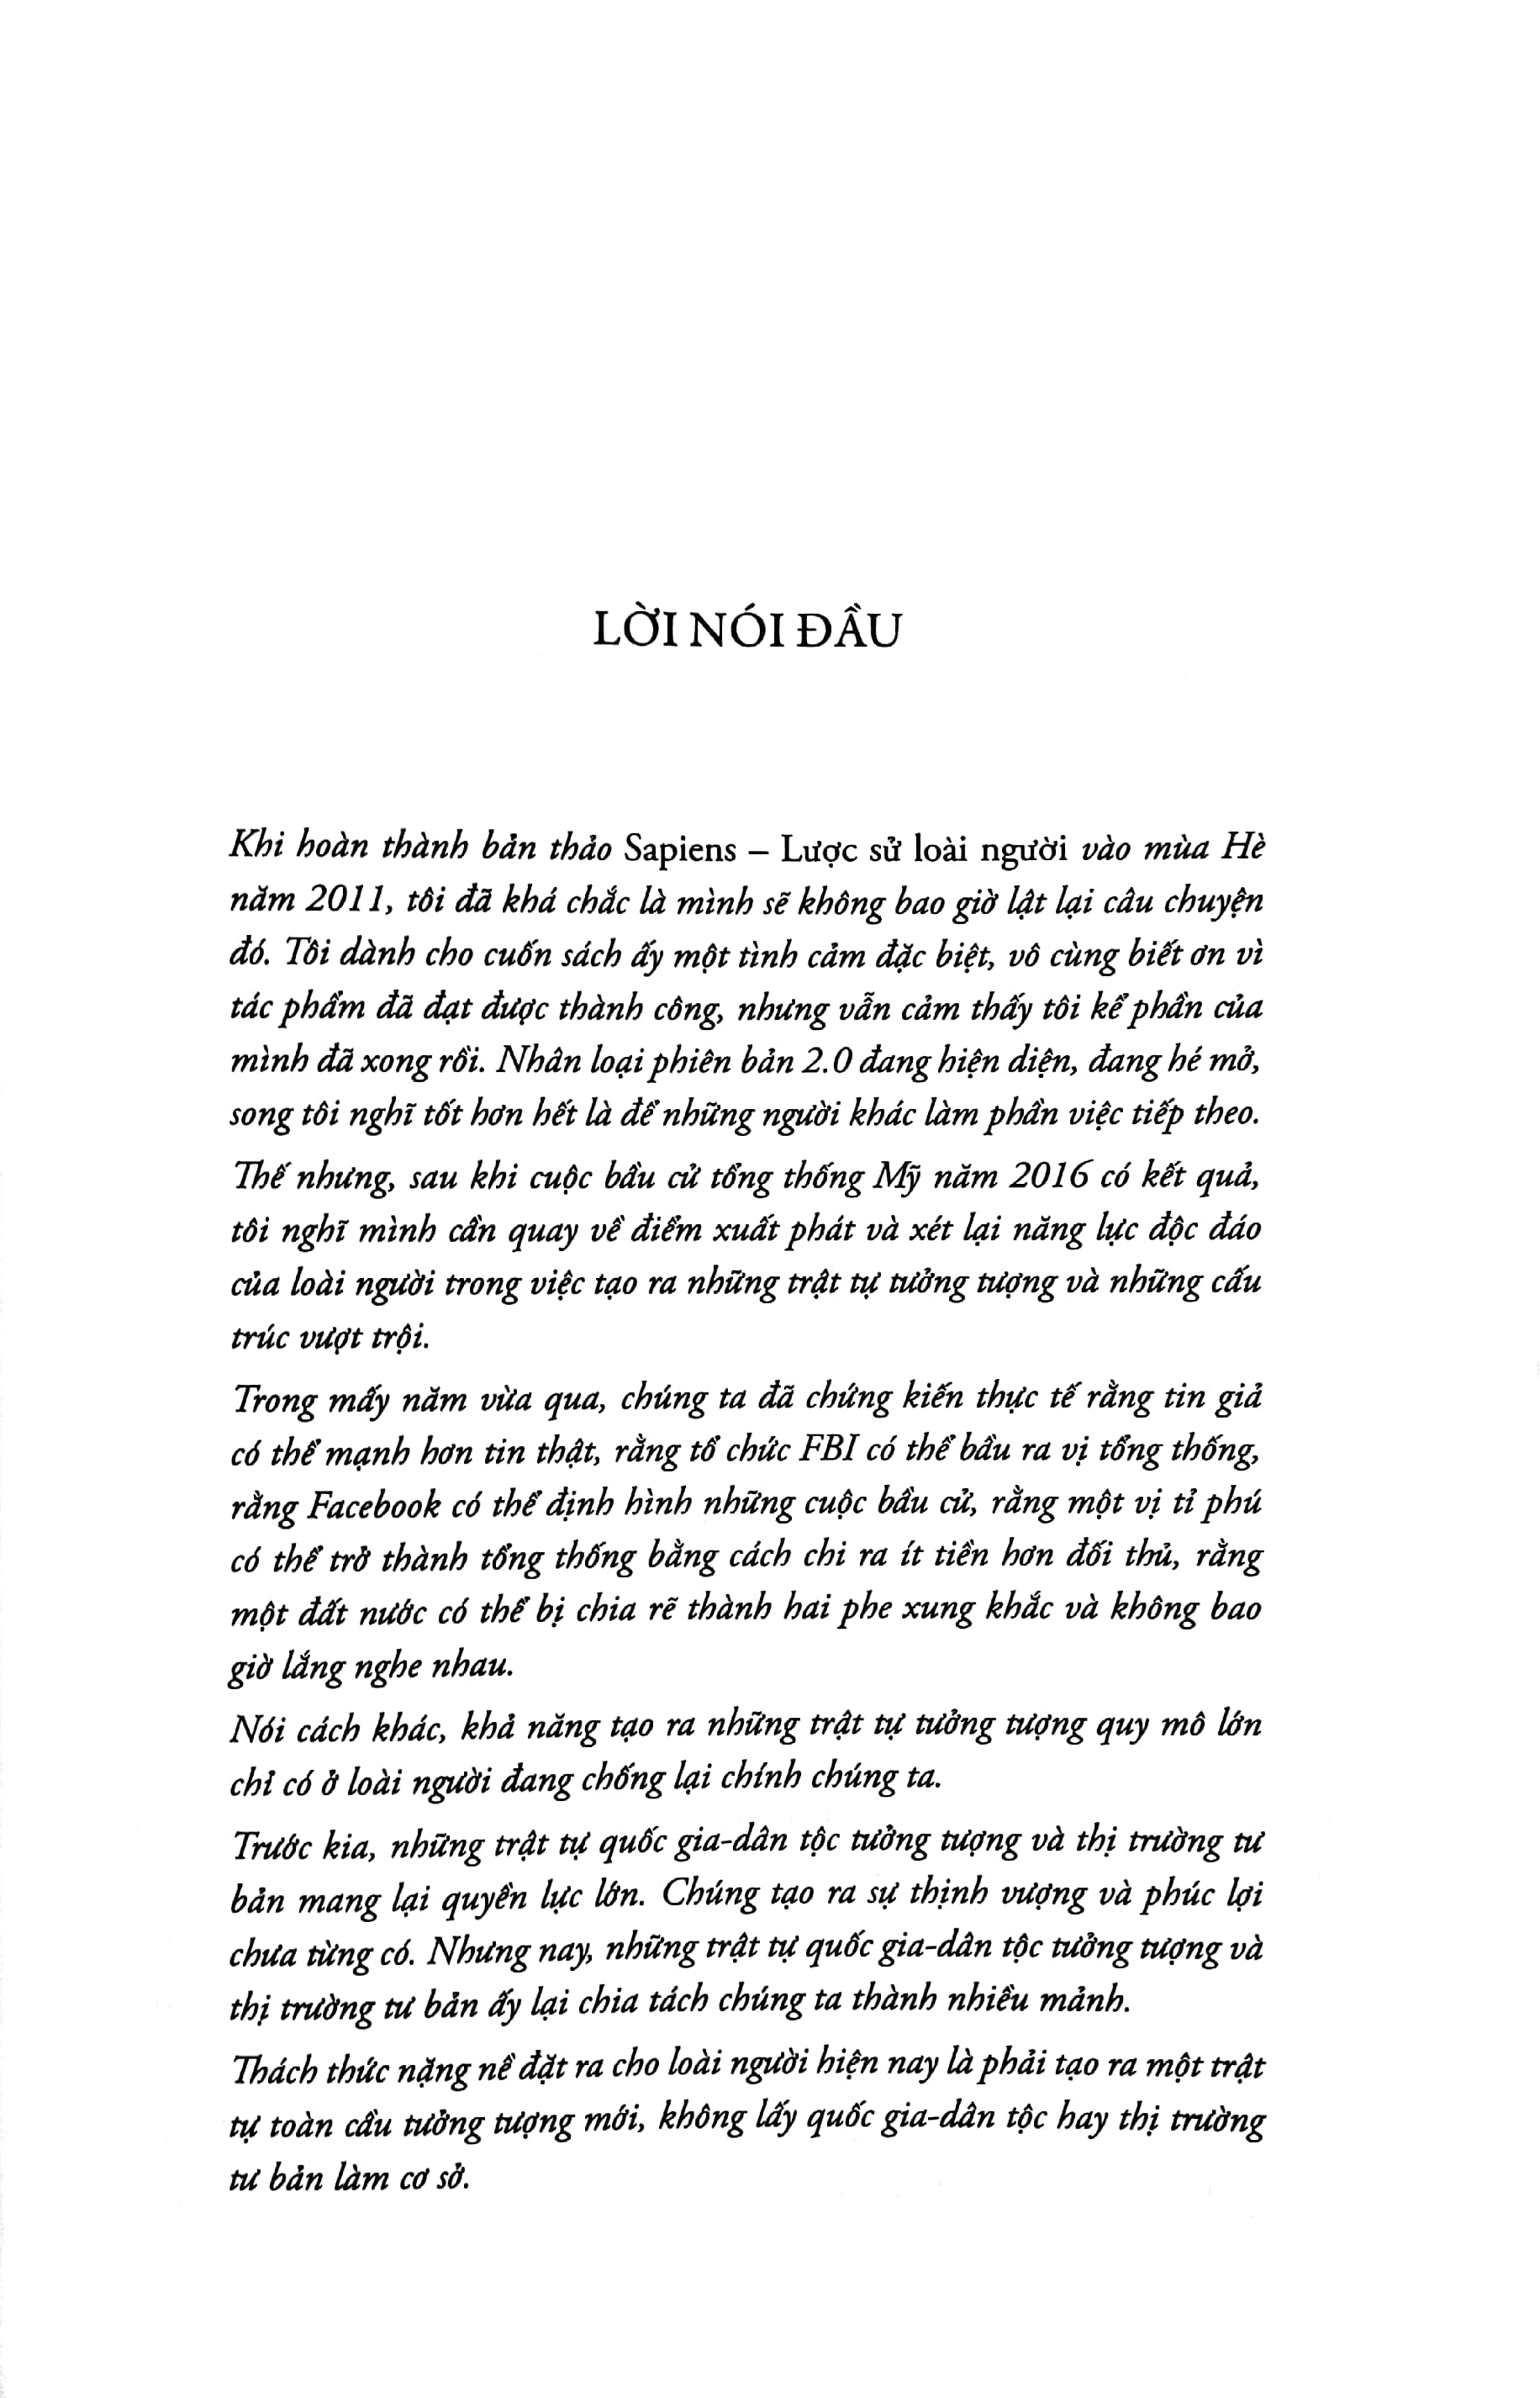 LỜI NÓI ĐẦU
Khi hoàn thành bản thảo Sapiens – Lược sử loài người vào mùa Hè
năm 2011, tôi đã khá chắc là mình sẽ không bao giờ lật lại câu chuyện
đó. Tôi dành cho cuốn sách ấy một tình cảm đặc biệt, vô cùng biết ơn vì
tác phẩm đã đạt được thành công, nhưng vẫn cảm thấy tôi kể phần của
mình đã xong rồi. Nhân loại phiên bản 2.0 đang hiện diện, đang hé mở,
song tôi nghĩ tốt hơn hết là để những người khác làm phần việc tiếp theo.
Thế nhưng, sau khi cuộc bầu cử tổng thống Mỹ năm 2016 có kết quả,
tôi nghĩ mình cần quay về điểm xuất phát và xét lại năng lực độc đáo
của loài người trong việc tạo ra những trật tự tưởng tượng và những cấu
trúc vượt trội.
Trong mấy năm vừa qua, chúng ta đã chứng kiến thực tế rằng tin giả
có thể mạnh hơn tin thật, rằng tổ chức FBI có thể bầu ra vị tổng thống,
rằng Facebook có thể định hình những cuộc bầu cử, rằng một vị tỉ phú
có thể trở thành tổng thống bằng cách chi ra ít tiền hơn đối thủ, rằng
một đất nước có thể bị chia rẽ thành hai phe xung khắc và không bao
giờ lắng nghe nhau.
Nói cách khác, khả năng tạo ra những trật tự tưởng tượng quy mô lớn
chỉ có ở loài người đang chống lại chính chúng ta.
Trước kia, những trật tự quốc gia-dân tộc tưởng tượng và thị trường tư
bản mang lại quyền lực lớn. Chúng tạo ra sự thịnh vượng và phúc lợi
chưa từng có. Nhưng nay, những trật tự quốc gia-dân tộc tưởng tượng và
thị trường tư bản ấy lại chia tách chúng ta thành nhiều mảnh.
Thách thức nặng nề đặt ra cho loài người hiện nay là phải tạo ra một trật
tự toàn cầu tưởng tượng mới, không lấy quốc gia-dân tộc hay thị trường
tư bản làm cơ sở.